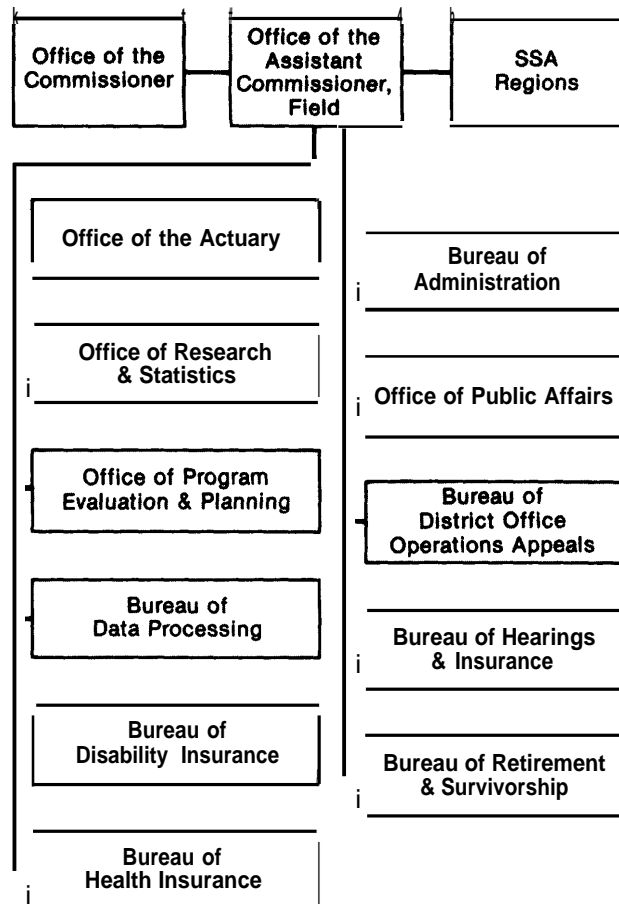 Office of the
Commissioner
Office of the
Assistant
Commissioner,
Field
SSA
Regions
Office of the Actuary
Office of Research
& Statistics
Office of Program
Evaluation & Planning
Bureau of
Data Processing
Bureau of
Disability Insurance
Bureau of
Health Insurance
Bureau of
Administration
Office of Public Affairs
Bureau of
District Office
Operations Appeals
Bureau of Hearings
& Insurance
Bureau of Retirement
& Survivorship